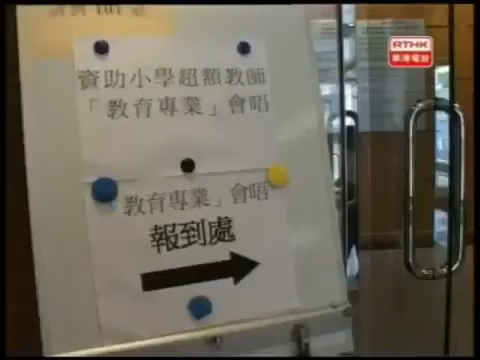 資助小學超額教師
「教育專業」會晤
教育專業」會晤
報到處
RTHK
香港電台